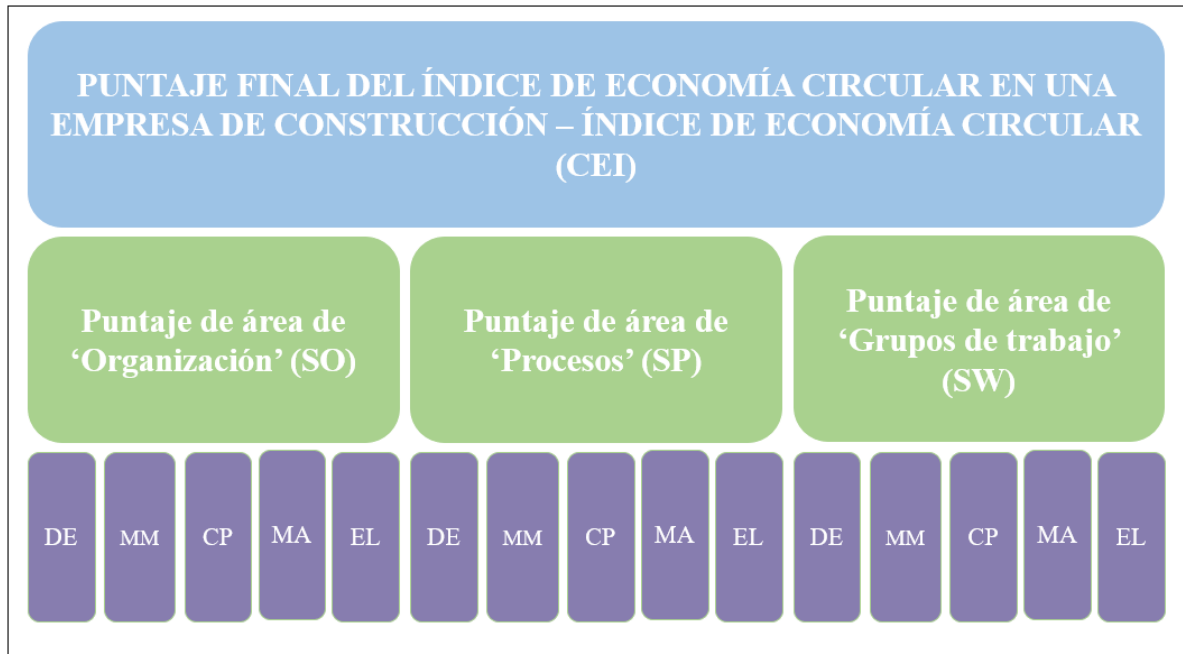 PUNTAJE FINAL DEL ÍNDICE DE ECONOMÍA CIRCULAR EN UNA
EMPRESA DE CONSTRUCCIÓN – ÍNDICE DE ECONOMÍA CIRCULAR
(CEI)
Puntaje de área de
‘Organización’ (SO)
Puntaje de área de
‘Procesos’ (SP)
Puntaje de área de
‘Grupos de trabajo’
(SW)
DE
MM
CP
MA
EL
DE
MM
CP
MA
EL
DE
MM
CP
MA
EL